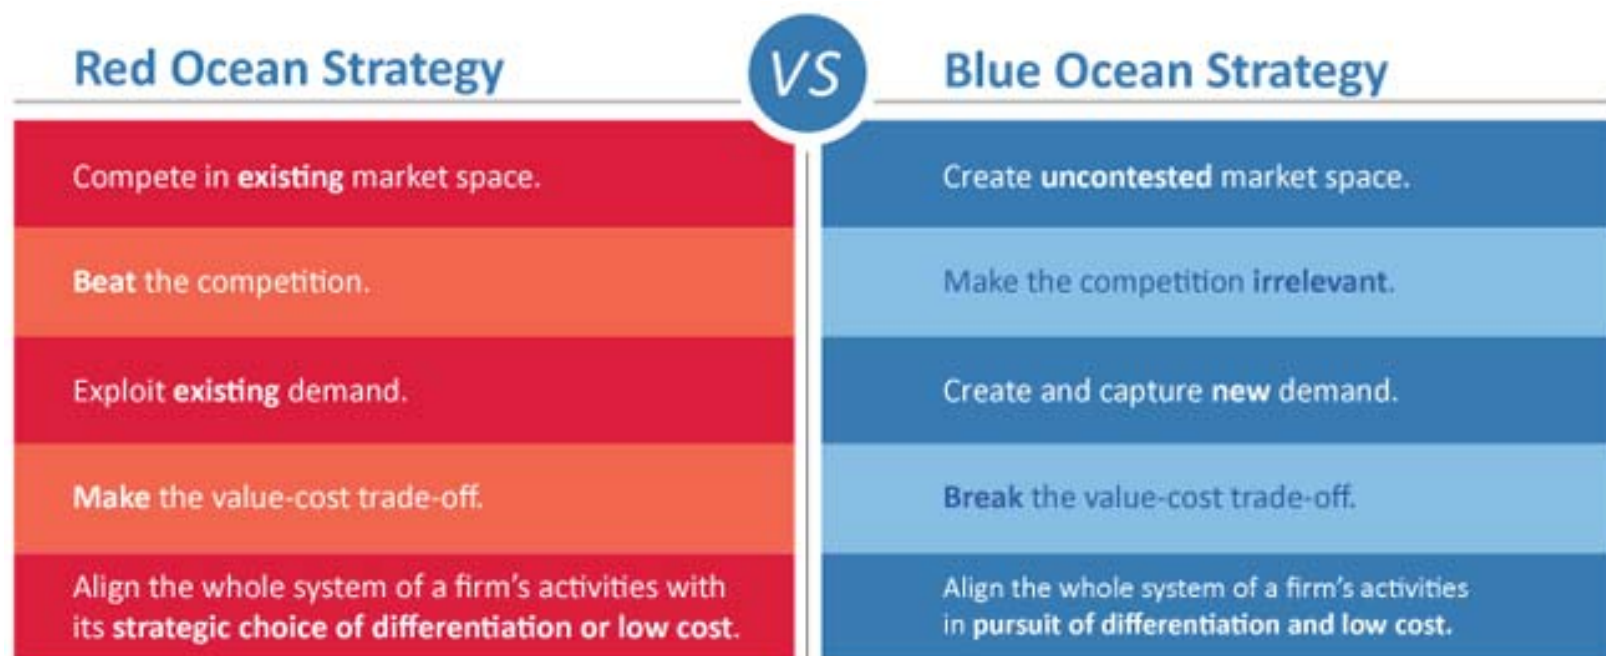 Red Ocean Strategy
VS
Blue Ocean Strategy
Compete in existing market space.
Create uncontested market space.
Beat the competition.
Make the competition irrelevant.
Exploit existing demand.
Create and capture new demand.
Make the value-cost trade-off.
Break the value-cost trade-off.
Align the whole system of a firm's activities with
its strategic choice of differentiation or low cost.
Align the whole system of a firm's activities
in pursuit of differentiation and low cost.